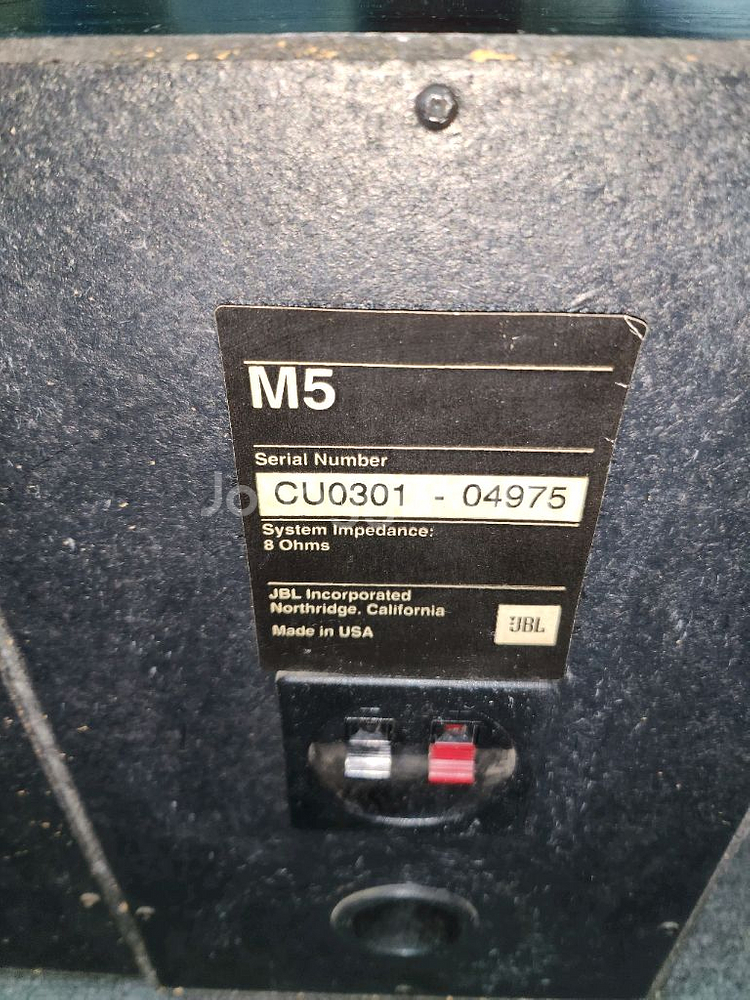 M5
Serial Number
CU0301 - 04975
System Impedance:
8 Ohms
JBL Incorporated
Northridge, California
Made in USA
JBL